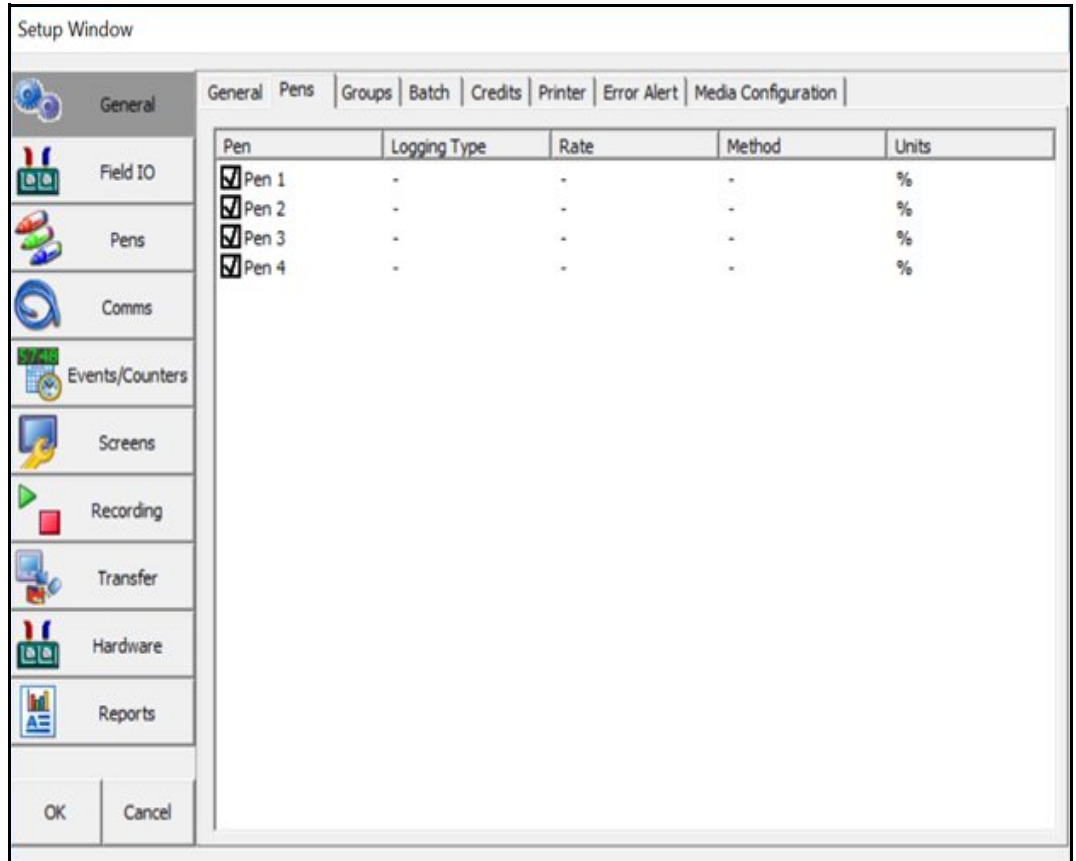 Setup Window
General
Field IO
Pens
Comms
57:48
Events/Counters
Screens
Recording
Transfer
Hardware
Reports
OK Cancel
General Pens Groups Batch Credits Printer Error Alert Media Configuration
Pen Logging Type Rate Method Units
Pen 1 - - - %
Pen 2 - - - %
Pen 3 - - - %
Pen 4 - - - %